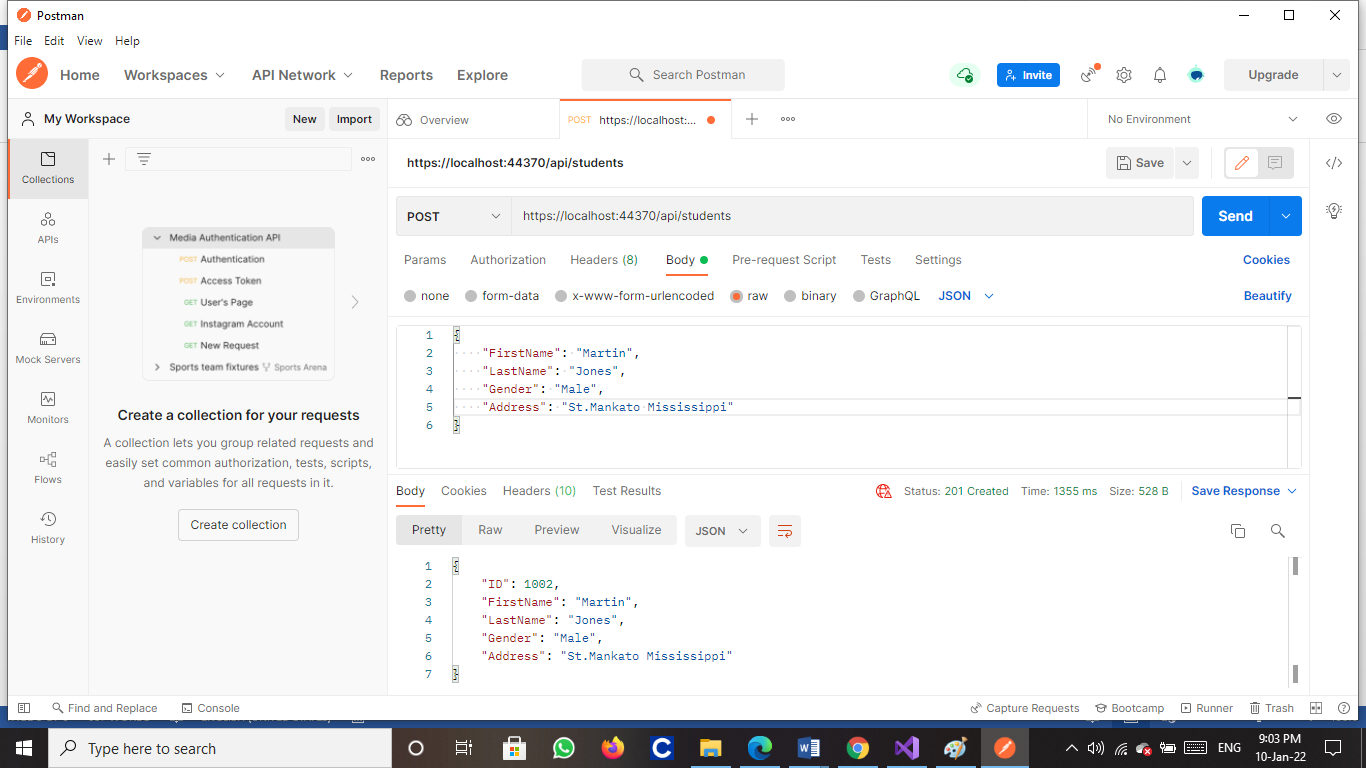 Postman
File Edit View Help
Home Workspaces API Network Reports Explore Search Postman Invite Upgrade
My Workspace New Import Overview POST https://localhost:... No Environment
Collections
APIs
Environments
Mock Servers
Monitors
Flows
History
Media Authentication API
POST Authentication
POST Access Token
GET User's Page
GET Instagram Account
GET New Request
Sports team fixtures Sports Arena
Create a collection for your requests
A collection lets you group related requests and
easily set common authorization, tests, scripts,
and variables for all requests in it.
Create collection
https://localhost:44370/api/students Save
POST https://localhost:44370/api/students Send
Params Authorization Headers (8) Body Pre-request Script Tests Settings Cookies
none form-data x-www-form-urlencoded raw binary GraphQL JSON Beautify
1 {
2 "FirstName": "Martin",
3 "LastName": "Jones",
4 "Gender": "Male",
5 "Address": "St.Mankato Mississippi"
6 }
Body Cookies Headers (10) Test Results Status: 201 Created Time: 1355 ms Size: 528 B Save Response
Pretty Raw Preview Visualize JSON
1 {
2 "ID": 1002,
3 "FirstName": "Martin",
4 "LastName": "Jones",
5 "Gender": "Male",
6 "Address": "St.Mankato Mississippi"
7 }
Find and Replace Console Capture Requests Bootcamp Runner Trash
Type here to search ENG 9:03 PM
10-Jan-22